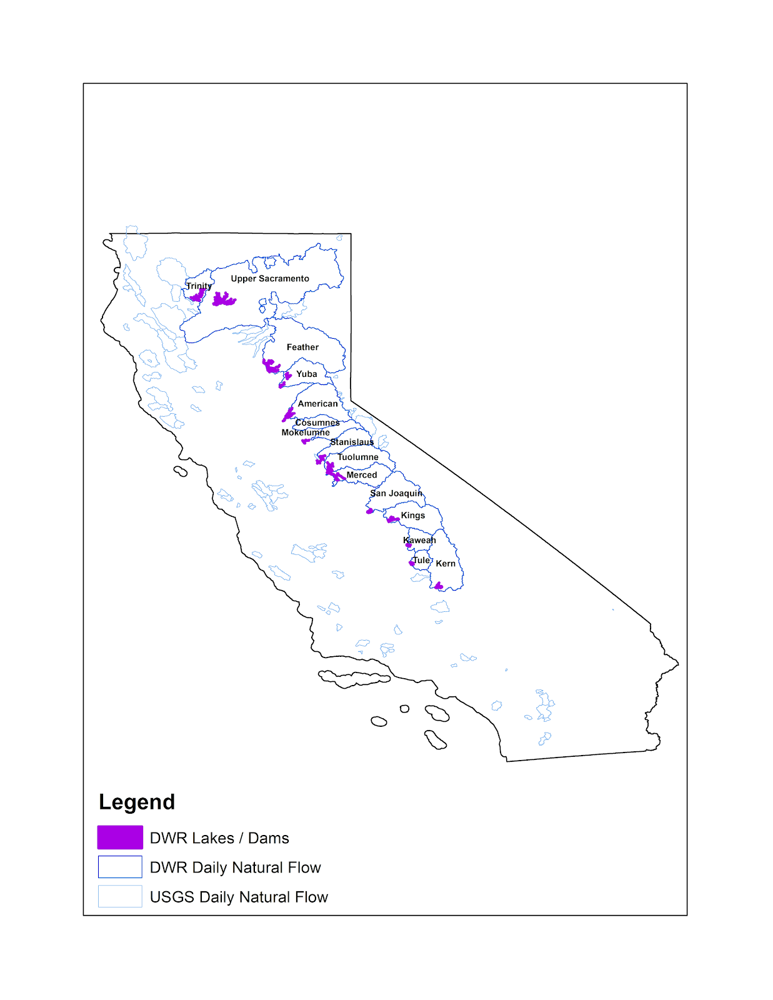 Upper Sacramento
Trinity
Feather
Yuba
American
Cosumnes
Mokelumne
Stanislaus
Tuolumne
Merced
San Joaquin
Kings
Kaweah
Tule
Kern
Legend
DWR Lakes / Dams
DWR Daily Natural Flow
USGS Daily Natural Flow